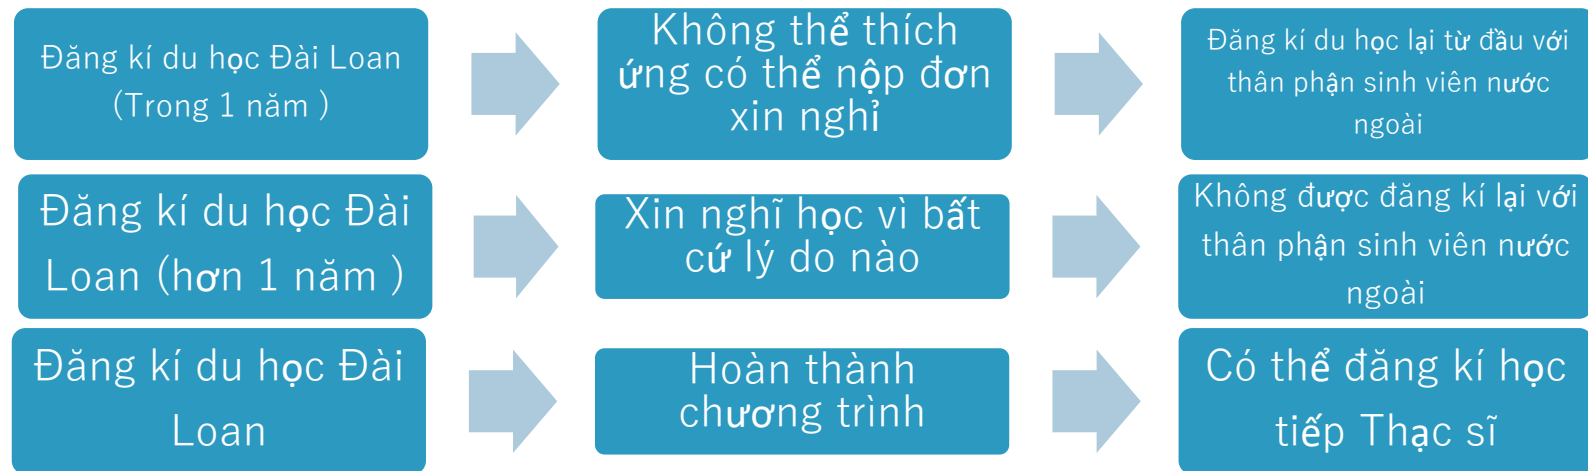 Đăng kí du học Đài Loan
(Trong 1 năm )
Không thể thích
ứng có thể nộp đơn
xin nghỉ
Đăng kí du học lại từ đầu với
thân phận sinh viên nước
ngoài
Đăng kí du học Đài
Loan (hơn 1 năm )
Xin nghĩ học vì bất
cứ lý do nào
Không được đăng kí lại với
thân phận sinh viên nước
ngoài
Đăng kí du học Đài
Loan
Hoàn thành
chương trình
Có thể đăng kí học
tiếp Thạc sĩ